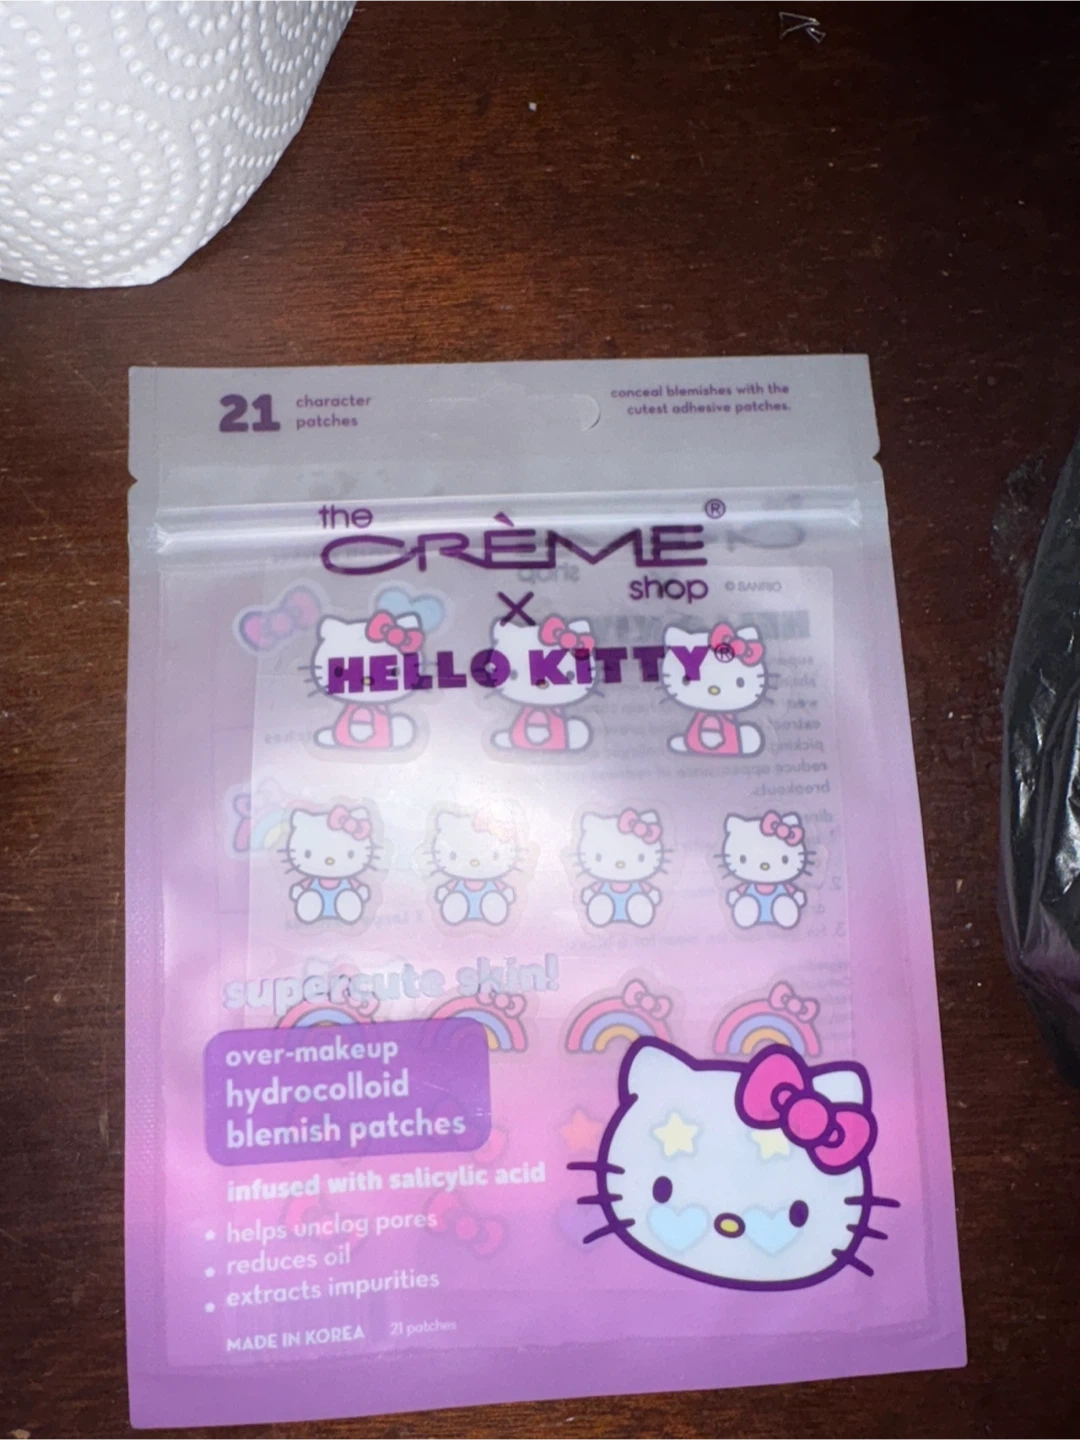 21 character
patches
conceal blemishes with the
cutest adhesive patches.
the
CRÈME®
shop
© SANRIO
X
HELLO KITTY®
supercute skin!
over-makeup
hydrocolloid
blemish patches
infused with salicylic acid
• helps unclog pores
• reduces oil
• extracts impurities
MADE IN KOREA 21 patches